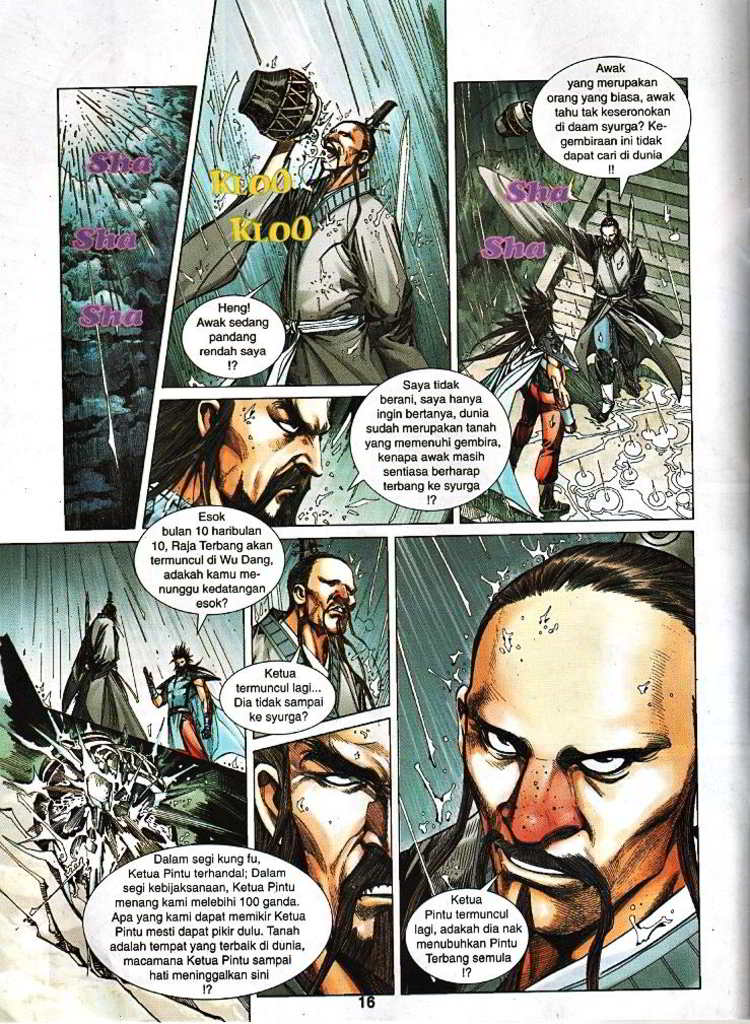 Sha
Sha
Sha
KLOO
KLOO
Heng!
Awak sedang
pandang
rendah saya
!?
Awak
yang merupakan
orang yang biasa, awak
tahu tak keseronokan
di daam syurga? Ke-
gembiraan ini tidak
dapat cari di dunia
!!
Sha
Sha
Saya tidak
berani, saya hanya
ingin bertanya, dunia
sudah merupakan tanah
yang memenuhi gembira,
kenapa awak masih
sentiasa berharap
terbang ke syurga
!?
Esok
bulan 10 haribulan
10, Raja Terbang akan
termuncul di Wu Dang,
adakah kamu me-
nunggu kedatangan
esok?
Ketua
termuncul lagi...
Dia tidak sampai
ke syurga?
Dalam segi kung fu,
Ketua Pintu terhandal; Dalam
segi kebijaksanaan, Ketua Pintu
menang kami melebihi 100 ganda.
Apa yang kami dapat memikir Ketua
Pintu mesti dapat pikir dulu. Tanah
adalah tempat yang terbaik di dunia,
macamana Ketua Pintu sampai
hati meninggalkan sini
!?
Ketua
Pintu termuncul
lagi, adakah dia nak
menubuhkan Pintu
Terbang semula
!?
16